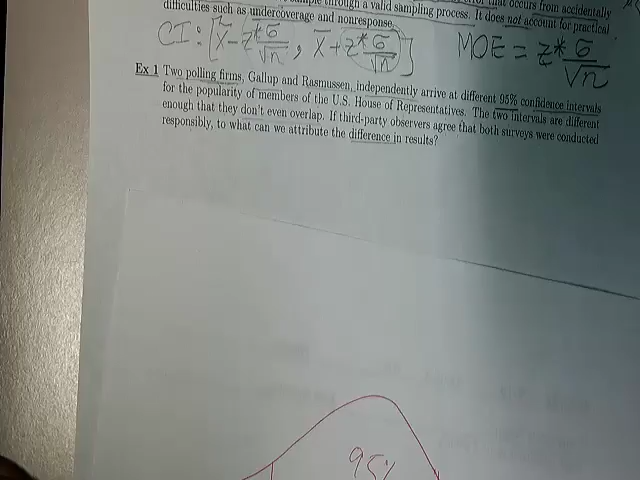 sample through a valid sampling process. It does not account for practical
difficulties such as undercoverage and nonresponse.
CI: [x̄ - z* σ/√n, x̄ + z* σ/√n] MOE = z* σ/√n
Ex 1 Two polling firms, Gallup and Rasmussen, independently arrive at different 95% confidence intervals
for the popularity of members of the U.S. House of Representatives. The two intervals are different
enough that they don't even overlap. If third-party observers agree that both surveys were conducted
responsibly, to what can we attribute the difference in results?
95%